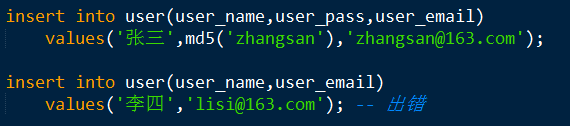 insert into user(user_name,user_pass,user_email)
values('张三',md5('zhangsan'),'zhangsan@163.com');
insert into user(user_name,user_email)
values('李四','lisi@163.com'); -- 出错